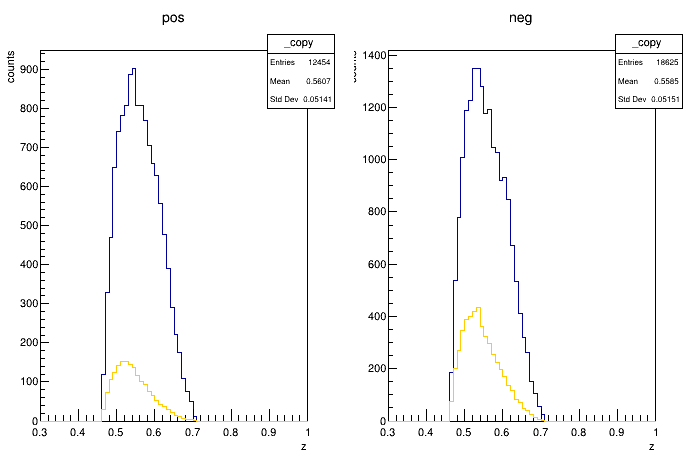 pos
_copy
Entries 12454
Mean 0.5607
Std Dev 0.05141
counts
900
800
700
600
500
400
300
200
100
0
0.3 0.4 0.5 0.6 0.7 0.8 0.9 1
z
neg
_copy
Entries 18625
Mean 0.5585
Std Dev 0.05151
counts
1400
1200
1000
800
600
400
200
0
0.3 0.4 0.5 0.6 0.7 0.8 0.9 1
z